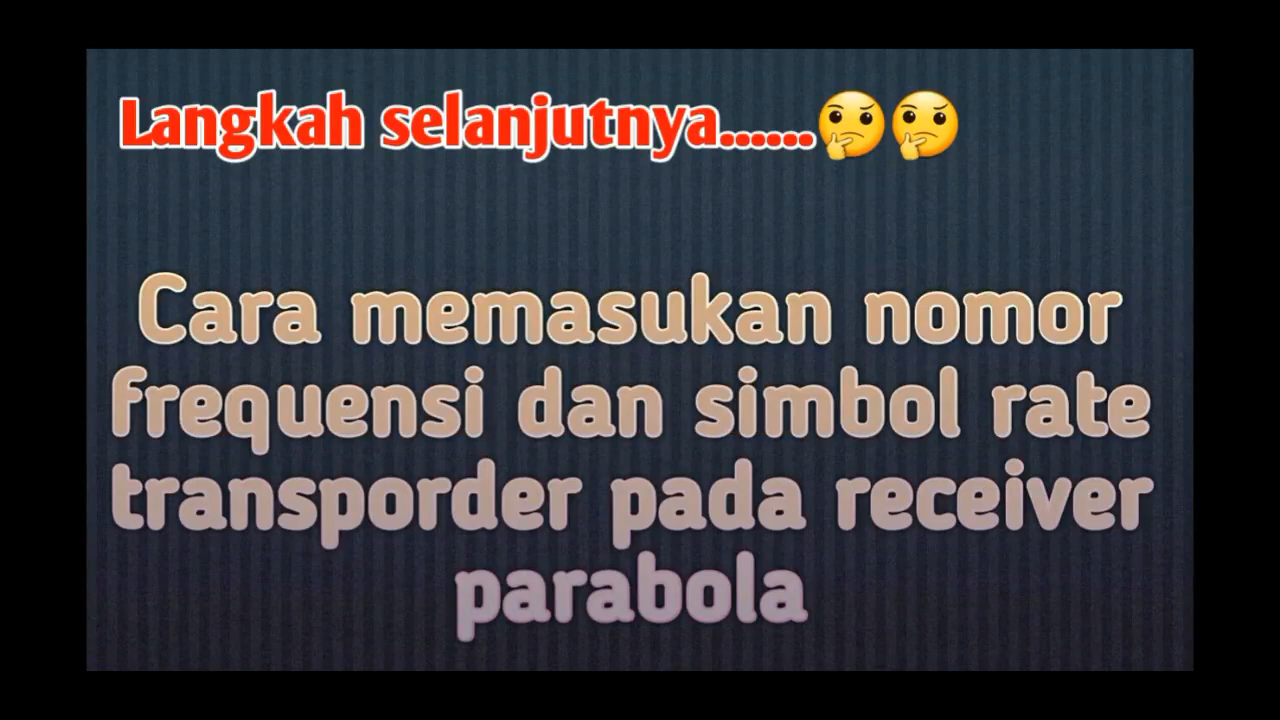 Langkah selanjutnya......🤔🤔
Cara memasukan nomor
frequensi dan simbol rate
transporder pada receiver
parabola